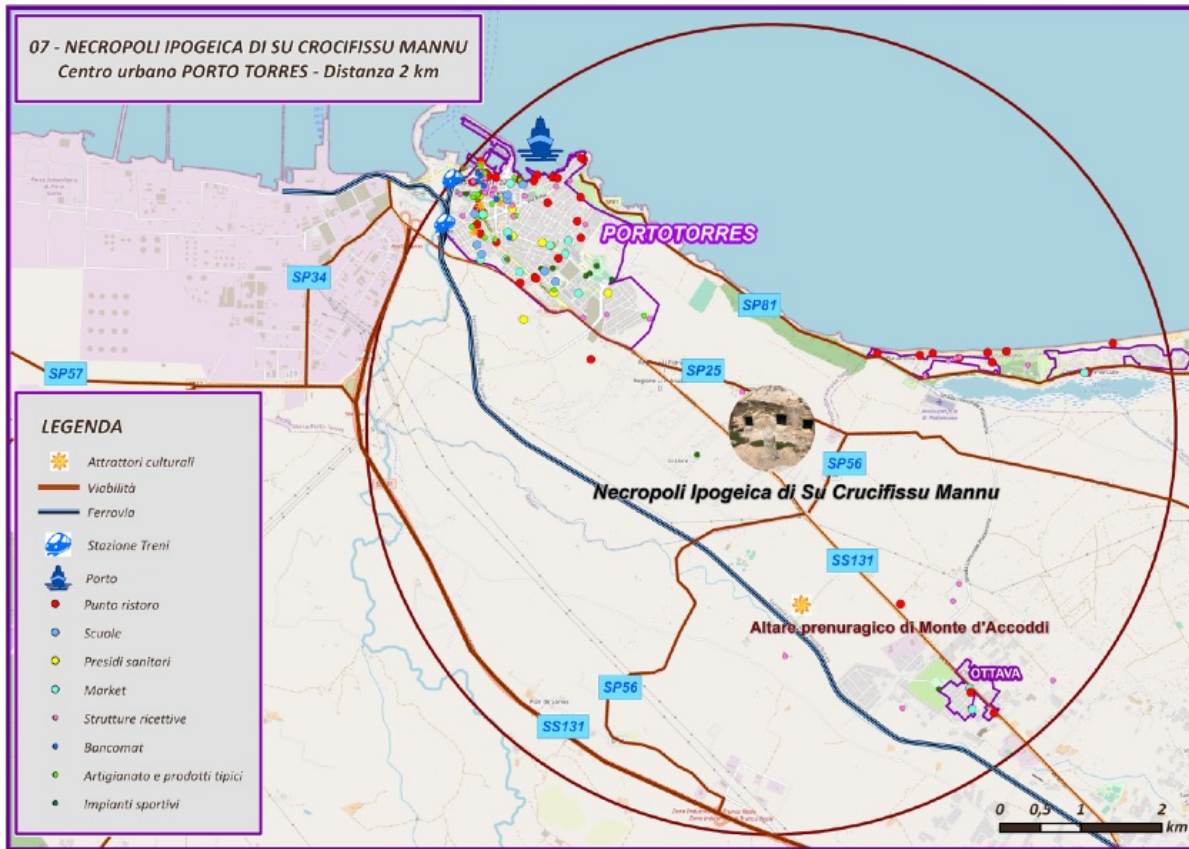 07 - NECROPOLI IPOGEICA DI SU CROCIFISSU MANNU
Centro urbano PORTO TORRES - Distanza 2 km
PORTOTORRES
SP34
SP81
SP81
SP57
SP25
SP56
Necropoli Ipogeica di Su Crucifissu Mannu
SS131
Altare prenuragico di Monte d'Accoddi
OTTAVA
SP56
SS131
LEGENDA
Attrattori culturali
Viabilità
Ferrovia
Stazione Treni
Porto
Punto ristoro
Scuole
Presidi sanitari
Market
Strutture ricettive
Bancomat
Artigianato e prodotti tipici
Impianti sportivi
0 0,5 1 2
km